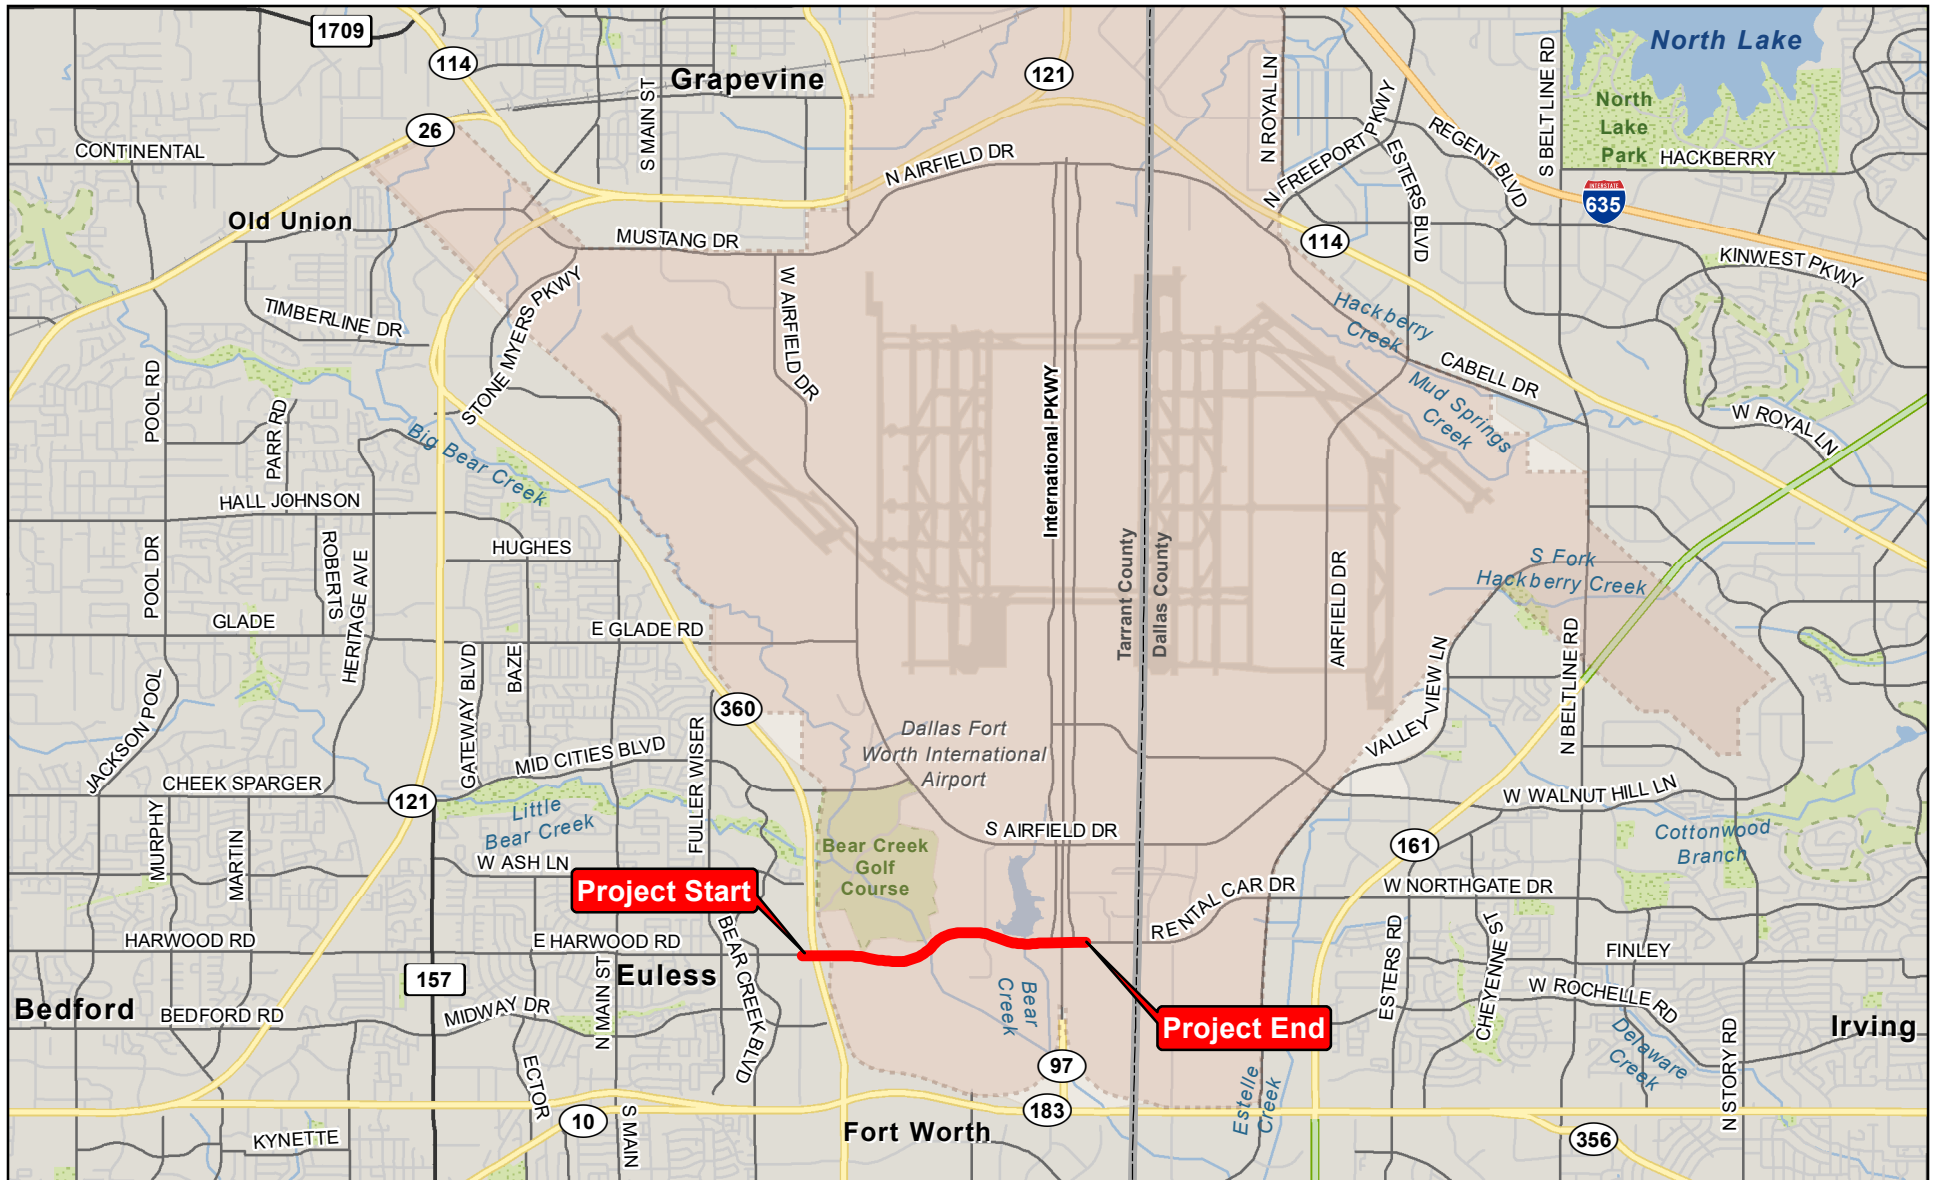 1709
114
Grapevine
121
North Lake
S BELT LINE RD
N ROYAL LN
N FREEPORT PKWY
REGENT BLVD
North
Lake
Park
HACKBERRY
26
S MAIN ST
CONTINENTAL
N AIRFIELD DR
ESTERS BLVD
INTERSTATE
635
Old Union
MUSTANG DR
114
KINWEST PKWY
W AIRFIELD DR
STONE MYERS PKWY
TIMBERLINE DR
Hackberry
Creek
CABELL DR
POOL RD
PARR RD
International PKWY
Mud Springs
Creek
W ROYAL LN
Big Bear Creek
HALL JOHNSON
POOL DR
ROBERTS
HERITAGE AVE
HUGHES
Tarrant County
Dallas County
AIRFIELD DR
S Fork
Hackberry Creek
GLADE
E GLADE RD
BAZE
GATEWAY BLVD
N BELTLINE RD
VALLEY VIEW LN
JACKSON POOL
360
FULLER WISER
Dallas Fort
Worth International
Airport
MID CITIES BLVD
CHEEK SPARGER
121
W WALNUT HILL LN
Little
Bear Creek
MURPHY
MARTIN
S AIRFIELD DR
161
Cottonwood
Branch
Bear Creek
Golf
Course
W ASH LN
Project Start
RENTAL CAR DR
W NORTHGATE DR
HARWOOD RD
E HARWOOD RD
BEAR CREEK BLVD
ESTERS RD
CHEYENNE ST
FINLEY
Euless
157
N MAIN ST
Bear
Creek
W ROCHELLE RD
Bedford
BEDFORD RD
MIDWAY DR
Project End
Irving
Delaware
Creek
N STORY RD
97
ECTOR
Estelle
Creek
183
10
S MAIN
KYNETTE
Fort Worth
356